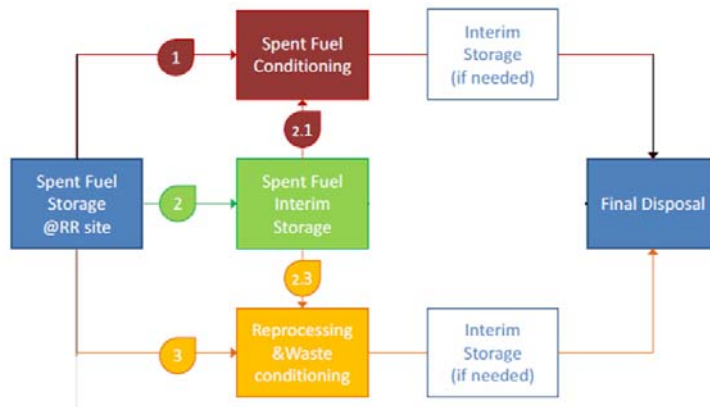 1
Spent Fuel
Conditioning
Interim
Storage
(if needed)
2.1
Spent Fuel
Storage
@RR site
2
Spent Fuel
Interim
Storage
Final Disposal
2.3
3
Reprocessing
&Waste
conditioning
Interim
Storage
(if needed)